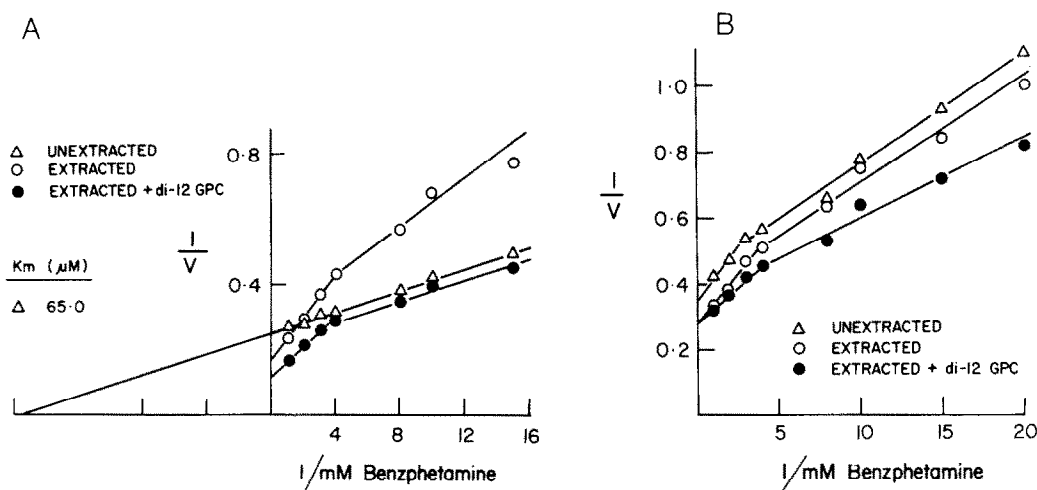 A
△ UNEXTRACTED
○ EXTRACTED
● EXTRACTED + di-12 GPC
Km (μM)
△ 65·0
1/V
0·8
0·4
4 8 12 16
1/mM Benzphetamine
B
1/V
1·0
0·8
0·6
0·4
0·2
△ UNEXTRACTED
○ EXTRACTED
● EXTRACTED + di-12 GPC
5 10 15 20
1/mM Benzphetamine